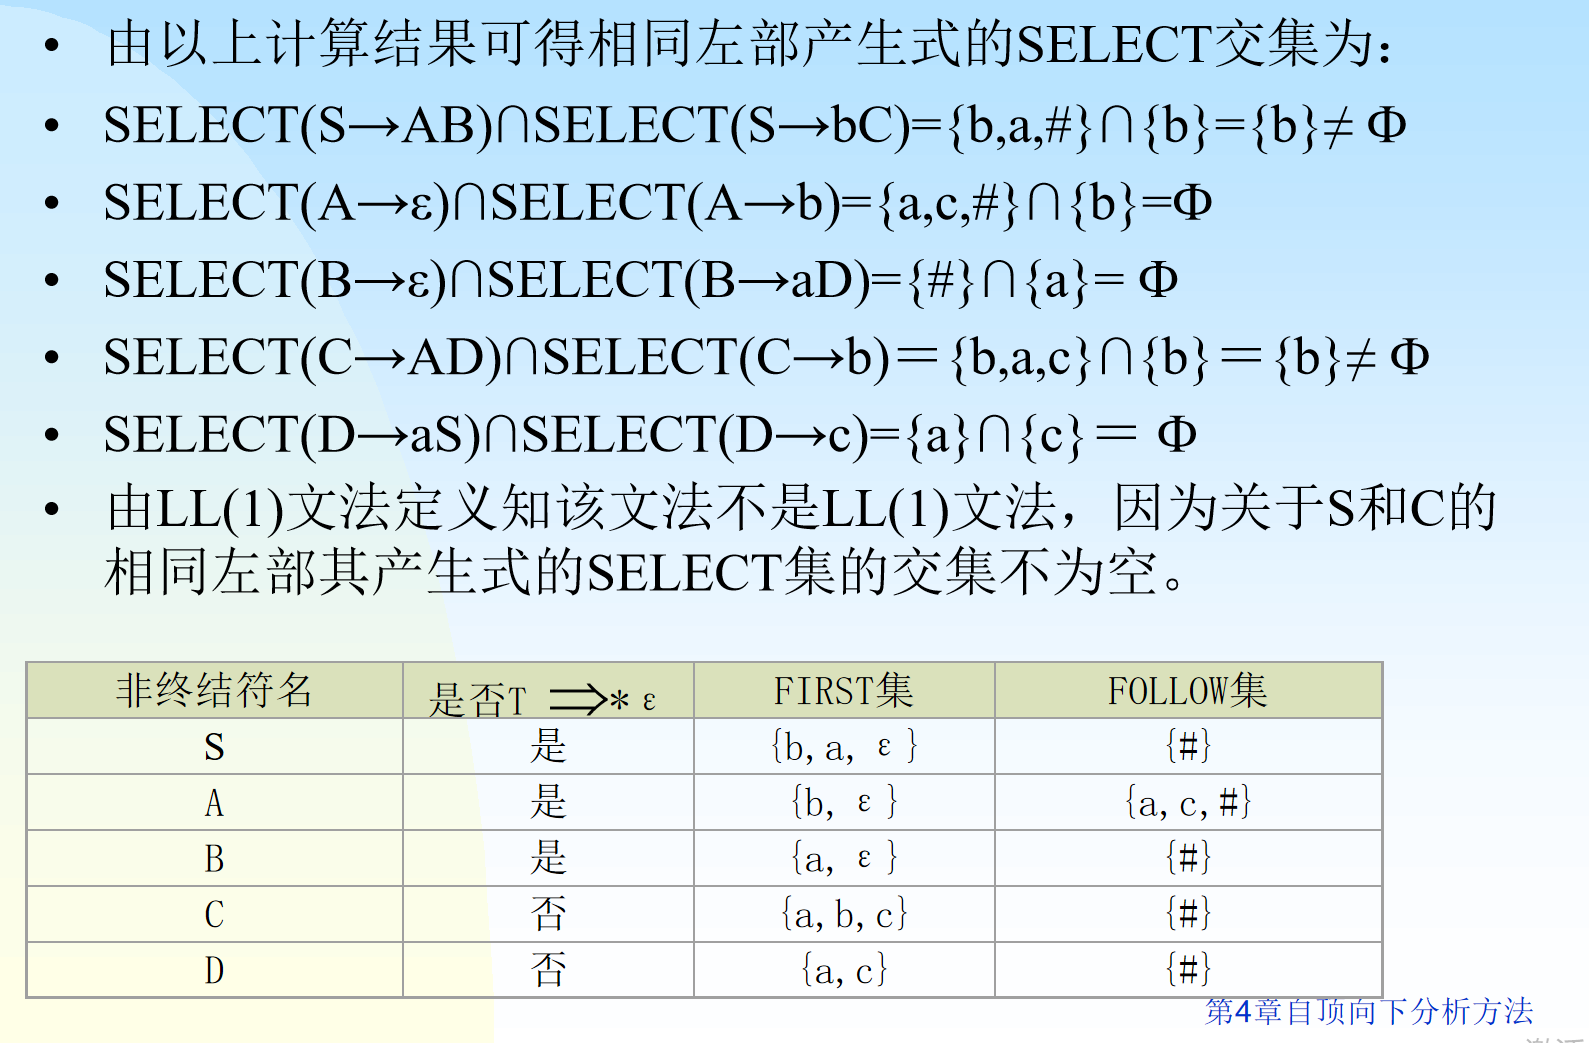 • 由以上计算结果可得相同左部产生式的SELECT交集为：
• SELECT(S→AB)∩SELECT(S→bC)={b,a,#}∩{b}={b}≠ Φ
• SELECT(A→ε)∩SELECT(A→b)={a,c,#}∩{b}=Φ
• SELECT(B→ε)∩SELECT(B→aD)={#}∩{a}= Φ
• SELECT(C→AD)∩SELECT(C→b)＝{b,a,c}∩{b}＝{b}≠ Φ
• SELECT(D→aS)∩SELECT(D→c)={a}∩{c}＝ Φ
• 由LL(1)文法定义知该文法不是LL(1)文法，因为关于S和C的
相同左部其产生式的SELECT集的交集不为空。
非终结符名 是否T ⇒* ε FIRST集 FOLLOW集
S 是 {b,a,ε} {#}
A 是 {b,ε} {a,c,#}
B 是 {a,ε} {#}
C 否 {a,b,c} {#}
D 否 {a,c} {#}
第4章自顶向下分析方法